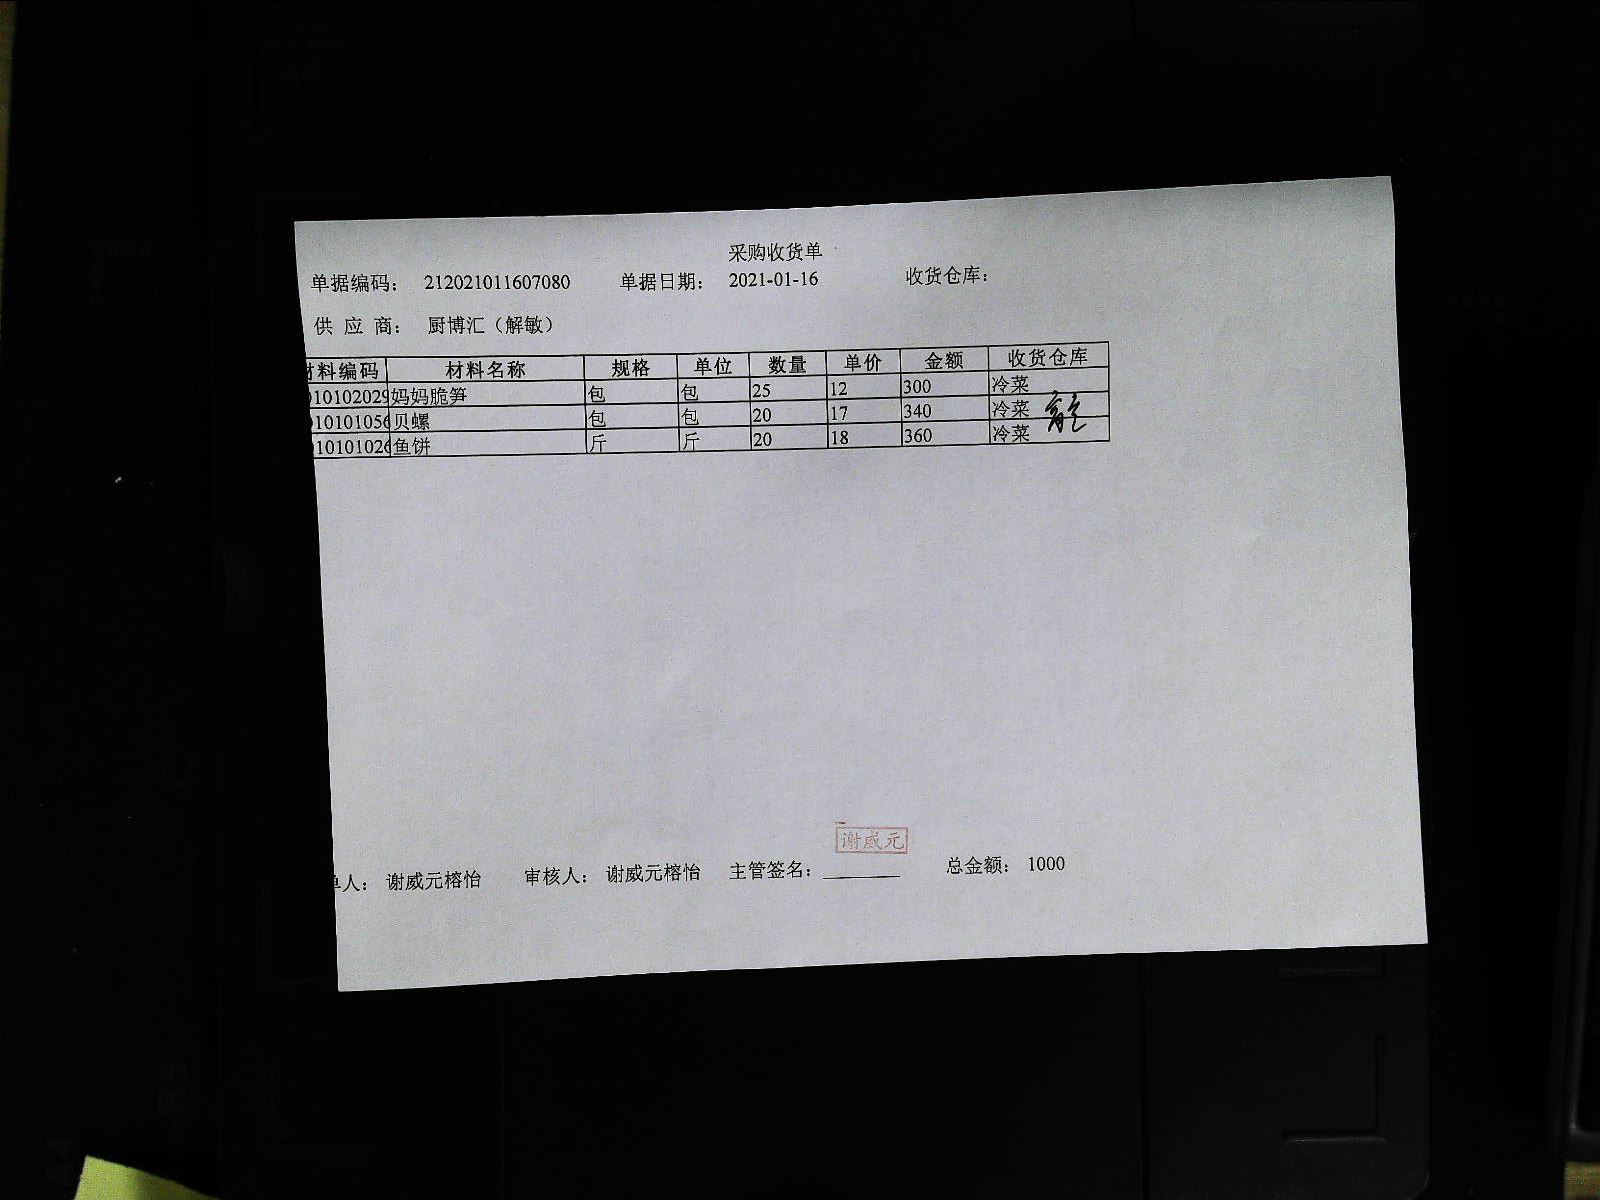 采购收货单
单据编码： 212021011607080 单据日期： 2021-01-16 收货仓库：
供 应 商： 厨博汇（解敏）
材料编码 材料名称 规格 单位 数量 单价 金额 收货仓库
010102029 妈妈脆笋 包 包 25 12 300 冷菜
010101056 贝螺 包 包 20 17 340 冷菜
010101026 鱼饼 斤 斤 20 18 360 冷菜
谢威元
单人： 谢威元榕怡 审核人： 谢威元榕怡 主管签名： 总金额： 1000